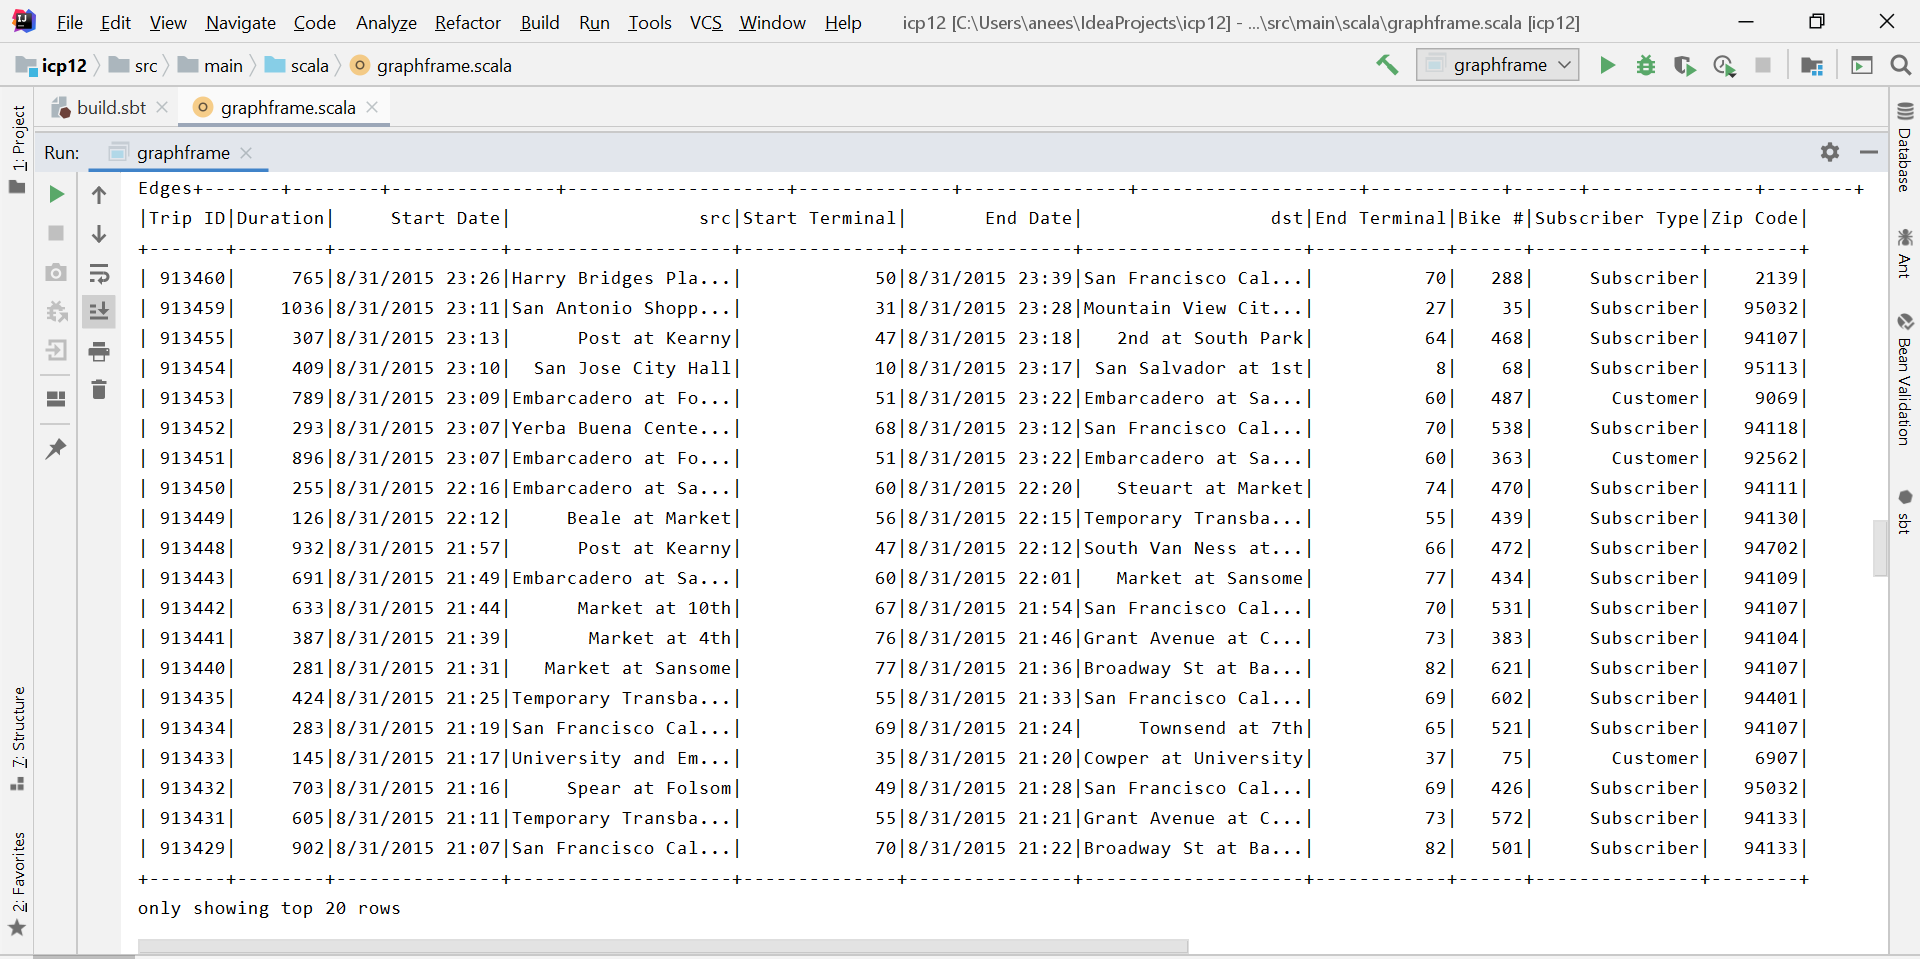 File Edit View Navigate Code Analyze Refactor Build Run Tools VCS Window Help icp12 [C:\Users\anees\IdeaProjects\icp12] - ...\src\main\scala\graphframe.scala [icp12]
icp12 src main scala graphframe.scala graphframe
build.sbt graphframe.scala
Run: graphframe
1: Project
7: Structure
2: Favorites
Edges+-------+--------+---------------+--------------------+--------------+---------------+--------------------+------------+------+---------------+--------+
|Trip ID|Duration|     Start Date|                 src|Start Terminal|       End Date|                 dst|End Terminal|Bike #|Subscriber Type|Zip Code|
+-------+--------+---------------+--------------------+--------------+---------------+--------------------+------------+------+---------------+--------+
| 913460|     765|8/31/2015 23:26|Harry Bridges Pla...|            50|8/31/2015 23:39|San Francisco Cal...|          70|   288|     Subscriber|    2139|
| 913459|    1036|8/31/2015 23:11|San Antonio Shopp...|            31|8/31/2015 23:28|Mountain View Cit...|          27|    35|     Subscriber|   95032|
| 913455|     307|8/31/2015 23:13|      Post at Kearny|            47|8/31/2015 23:18|   2nd at South Park|          64|   468|     Subscriber|   94107|
| 913454|     409|8/31/2015 23:10|  San Jose City Hall|            10|8/31/2015 23:17| San Salvador at 1st|           8|    68|     Subscriber|   95113|
| 913453|     789|8/31/2015 23:09|Embarcadero at Fo...|            51|8/31/2015 23:22|Embarcadero at Sa...|          60|   487|       Customer|    9069|
| 913452|     293|8/31/2015 23:07|Yerba Buena Cente...|            68|8/31/2015 23:12|San Francisco Cal...|          70|   538|     Subscriber|   94118|
| 913451|     896|8/31/2015 23:07|Embarcadero at Fo...|            51|8/31/2015 23:22|Embarcadero at Sa...|          60|   363|       Customer|   92562|
| 913450|     255|8/31/2015 22:16|Embarcadero at Sa...|            60|8/31/2015 22:20|   Steuart at Market|          74|   470|     Subscriber|   94111|
| 913449|     126|8/31/2015 22:12|     Beale at Market|            56|8/31/2015 22:15|Temporary Transba...|          55|   439|     Subscriber|   94130|
| 913448|     932|8/31/2015 21:57|      Post at Kearny|            47|8/31/2015 22:12|South Van Ness at...|          66|   472|     Subscriber|   94702|
| 913443|     691|8/31/2015 21:49|Embarcadero at Sa...|            60|8/31/2015 22:01|   Market at Sansome|          77|   434|     Subscriber|   94109|
| 913442|     633|8/31/2015 21:44|      Market at 10th|            67|8/31/2015 21:54|San Francisco Cal...|          70|   531|     Subscriber|   94107|
| 913441|     387|8/31/2015 21:39|       Market at 4th|            76|8/31/2015 21:46|Grant Avenue at C...|          73|   383|     Subscriber|   94104|
| 913440|     281|8/31/2015 21:31|   Market at Sansome|            77|8/31/2015 21:36|Broadway St at Ba...|          82|   621|     Subscriber|   94107|
| 913435|     424|8/31/2015 21:25|Temporary Transba...|            55|8/31/2015 21:33|San Francisco Cal...|          69|   602|     Subscriber|   94401|
| 913434|     283|8/31/2015 21:19|San Francisco Cal...|            69|8/31/2015 21:24|     Townsend at 7th|          65|   521|     Subscriber|   94107|
| 913433|     145|8/31/2015 21:17|University and Em...|            35|8/31/2015 21:20|Cowper at University|          37|    75|       Customer|    6907|
| 913432|     703|8/31/2015 21:16|     Spear at Folsom|            49|8/31/2015 21:28|San Francisco Cal...|          69|   426|     Subscriber|   95032|
| 913431|     605|8/31/2015 21:11|Temporary Transba...|            55|8/31/2015 21:21|Grant Avenue at C...|          73|   572|     Subscriber|   94133|
| 913429|     902|8/31/2015 21:07|San Francisco Cal...|            70|8/31/2015 21:22|Broadway St at Ba...|          82|   501|     Subscriber|   94133|
+-------+--------+---------------+--------------------+--------------+---------------+--------------------+------------+------+---------------+--------+
only showing top 20 rows
Database
Ant
Bean Validation
sbt